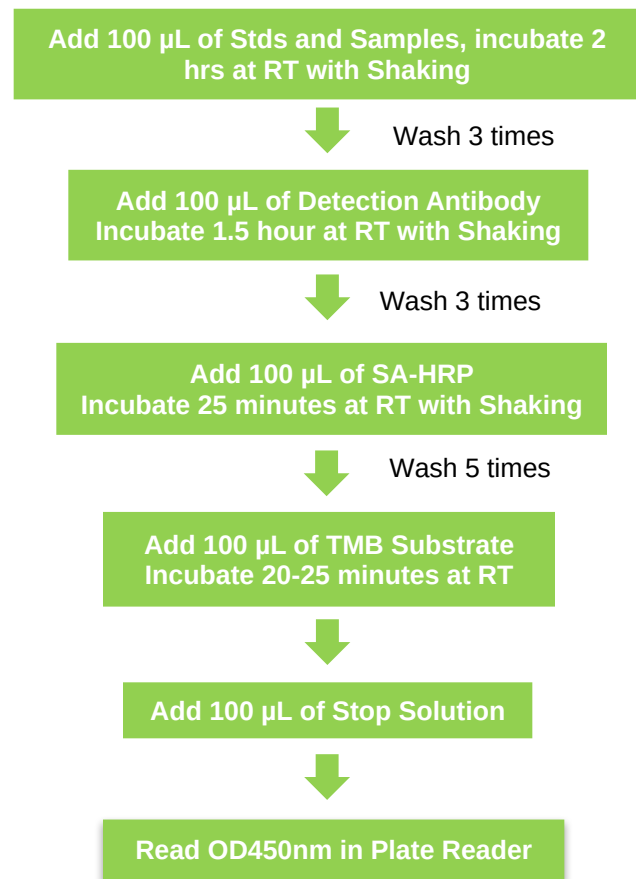 Add 100 µL of Stds and Samples, incubate 2
hrs at RT with Shaking
Wash 3 times
Add 100 µL of Detection Antibody
Incubate 1.5 hour at RT with Shaking
Wash 3 times
Add 100 µL of SA-HRP
Incubate 25 minutes at RT with Shaking
Wash 5 times
Add 100 µL of TMB Substrate
Incubate 20-25 minutes at RT
Add 100 µL of Stop Solution
Read OD450nm in Plate Reader